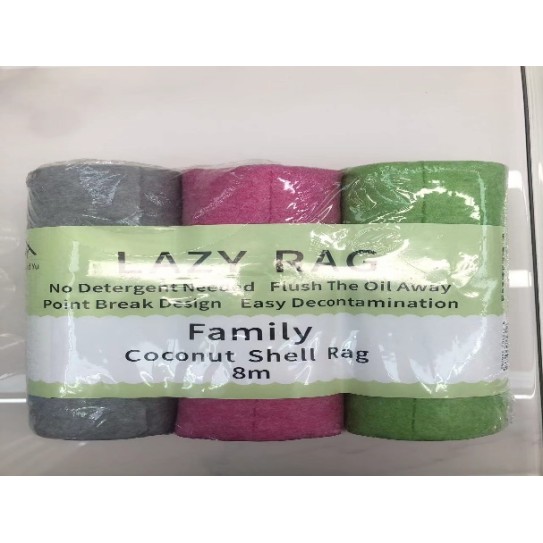 LAZY RAG
No Detergent Needed Flush The Oil Away
Point Break Design Easy Decontamination
Family
Coconut Shell Rag
8m